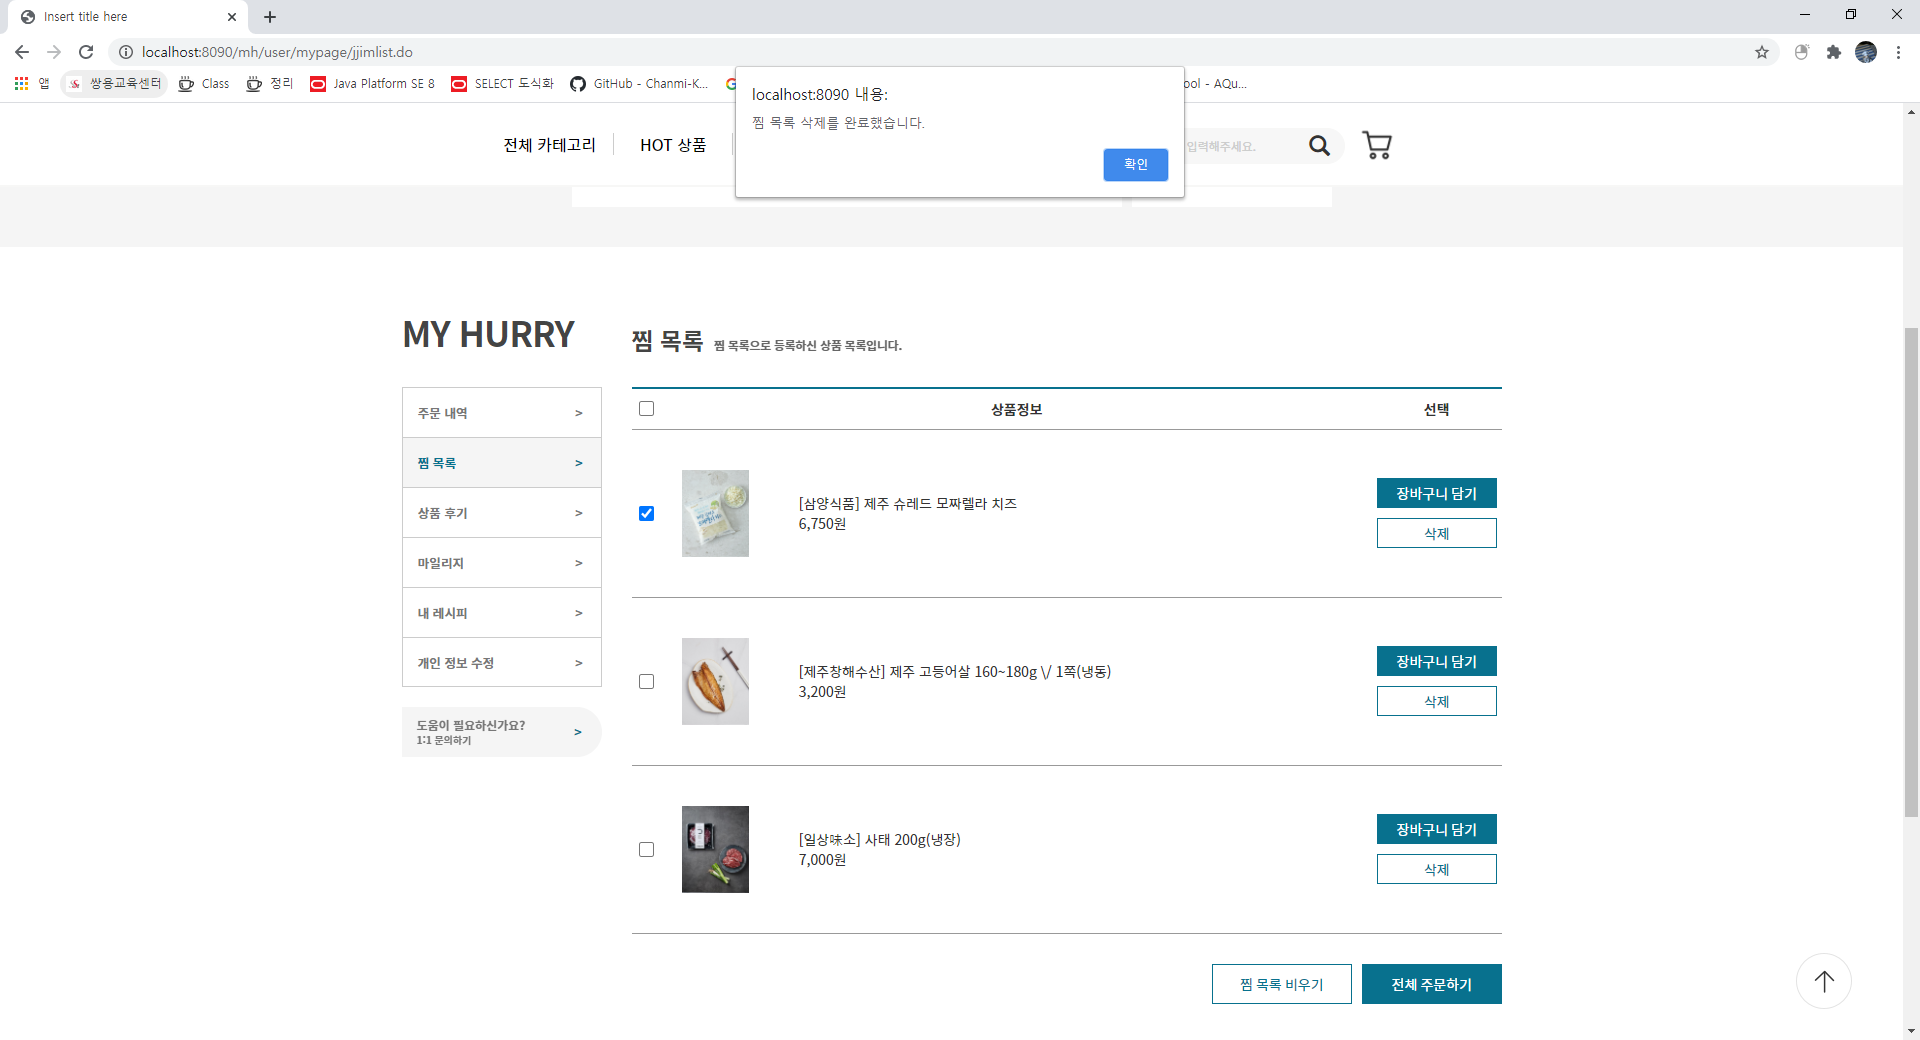 Insert title here
localhost:8090/mh/user/mypage/jjimlist.do
앱
쌍용교육센터
Class
정리
Java Platform SE 8
SELECT 도식화
GitHub - Chanmi-K...
ool - AQu...
localhost:8090 내용:
찜 목록 삭제를 완료했습니다.
확인
전체 카테고리
HOT 상품
입력해주세요.
MY HURRY
주문 내역 >
찜 목록 >
상품 후기 >
마일리지 >
내 레시피 >
개인 정보 수정 >
도움이 필요하신가요?
1:1 문의하기
>
찜 목록 찜 목록으로 등록하신 상품 목록입니다.
상품정보 선택
[삼양식품] 제주 슈레드 모짜렐라 치즈
6,750원
장바구니 담기
삭제
[제주창해수산] 제주 고등어살 160~180g \/ 1쪽(냉동)
3,200원
장바구니 담기
삭제
[일상味소] 사태 200g(냉장)
7,000원
장바구니 담기
삭제
찜 목록 비우기
전체 주문하기